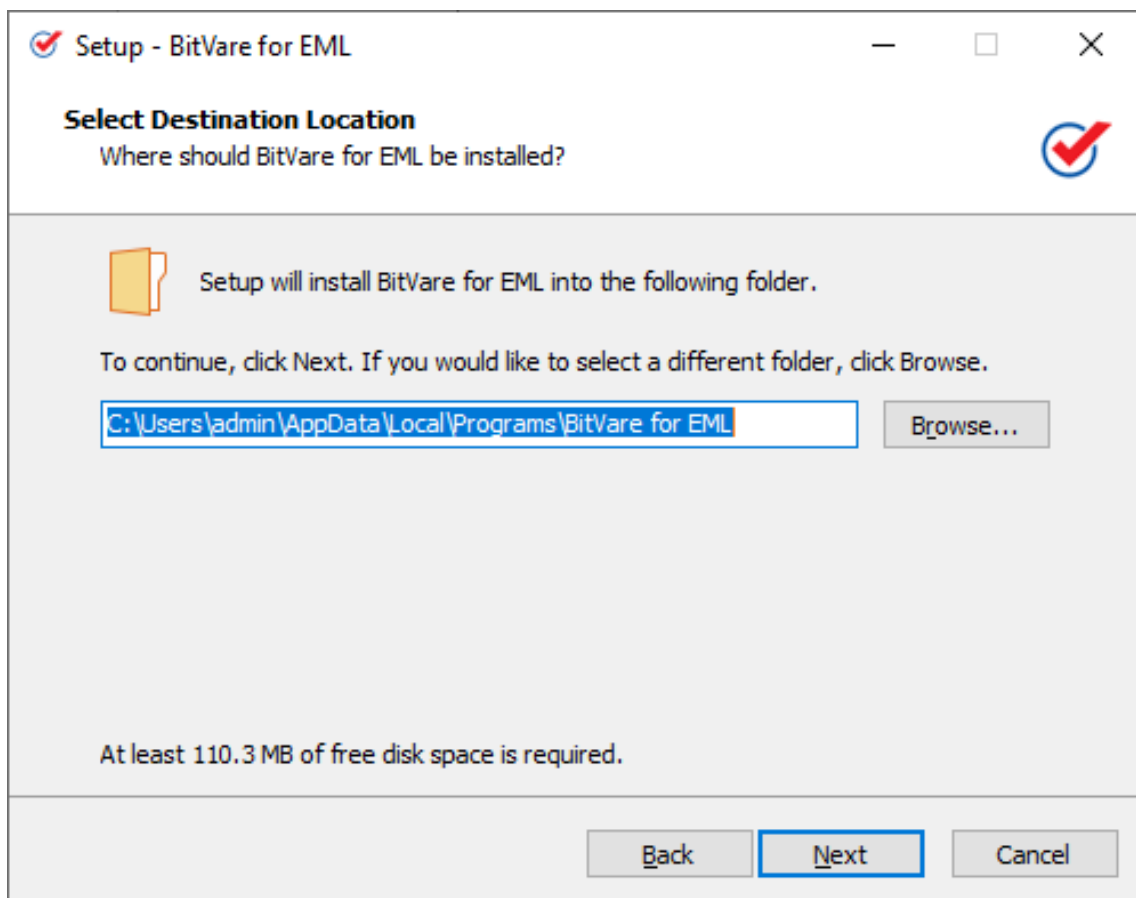 Setup - BitVare for EML
Select Destination Location
Where should BitVare for EML be installed?
Setup will install BitVare for EML into the following folder.
To continue, click Next. If you would like to select a different folder, click Browse.
C:\Users\admin\AppData\Local\Programs\BitVare for EML
Browse...
At least 110.3 MB of free disk space is required.
Back
Next
Cancel